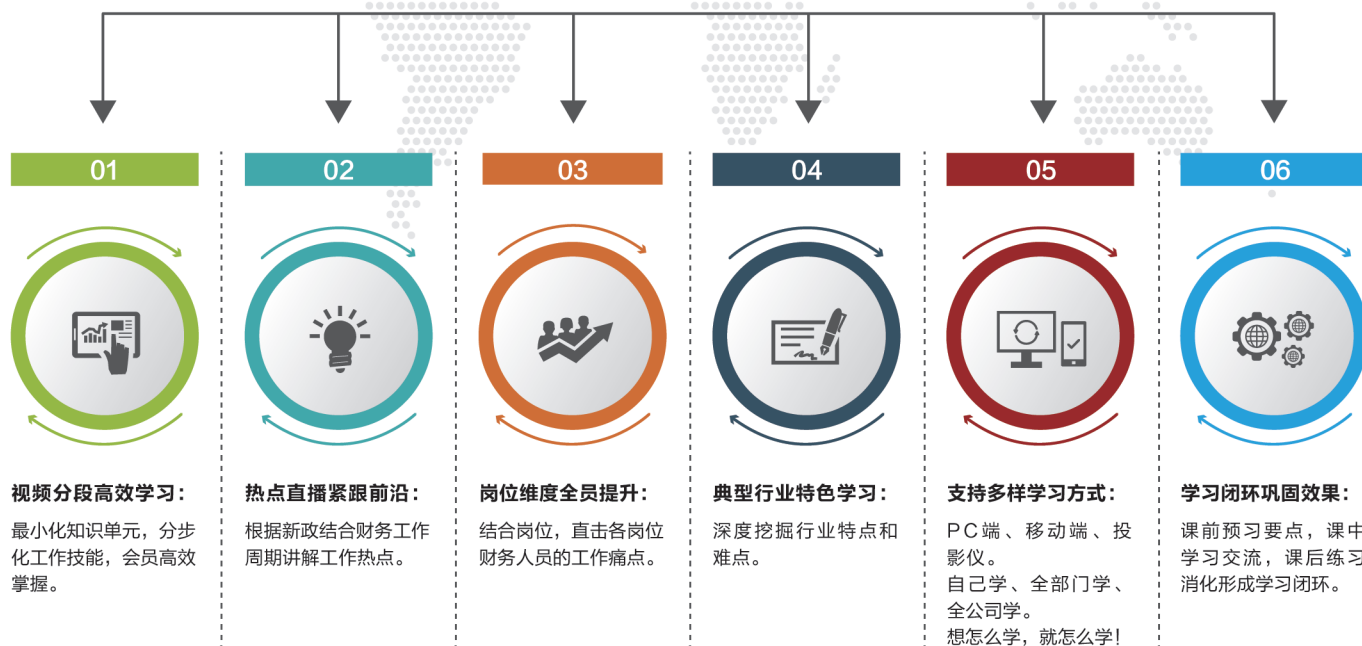 01
02
03
04
05
06
视频分段高效学习：
最小化知识单元，分步
化工作技能，会员高效
掌握。
热点直播紧跟前沿：
根据新政结合财务工作
周期讲解工作热点。
岗位维度全员提升：
结合岗位，直击各岗位
财务人员的工作痛点。
典型行业特色学习：
深度挖掘行业特点和
难点。
支持多样学习方式：
PC端、移动端、投
影仪。
自己学、全部门学、
全公司学。
想怎么学，就怎么学！
学习闭环巩固效果：
课前预习要点，课中
学习交流，课后练习
消化形成学习闭环。